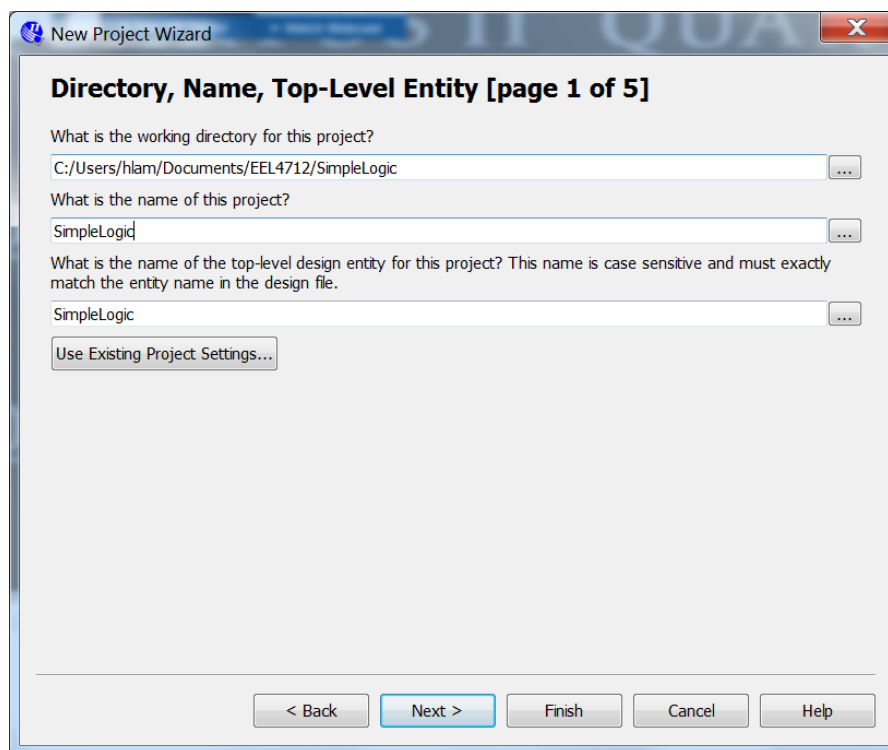 New Project Wizard
Directory, Name, Top-Level Entity [page 1 of 5]
What is the working directory for this project?
C:/Users/hlam/Documents/EEL4712/SimpleLogic
...
What is the name of this project?
SimpleLogic
...
What is the name of the top-level design entity for this project? This name is case sensitive and must exactly
match the entity name in the design file.
SimpleLogic
...
Use Existing Project Settings...
< Back
Next >
Finish
Cancel
Help